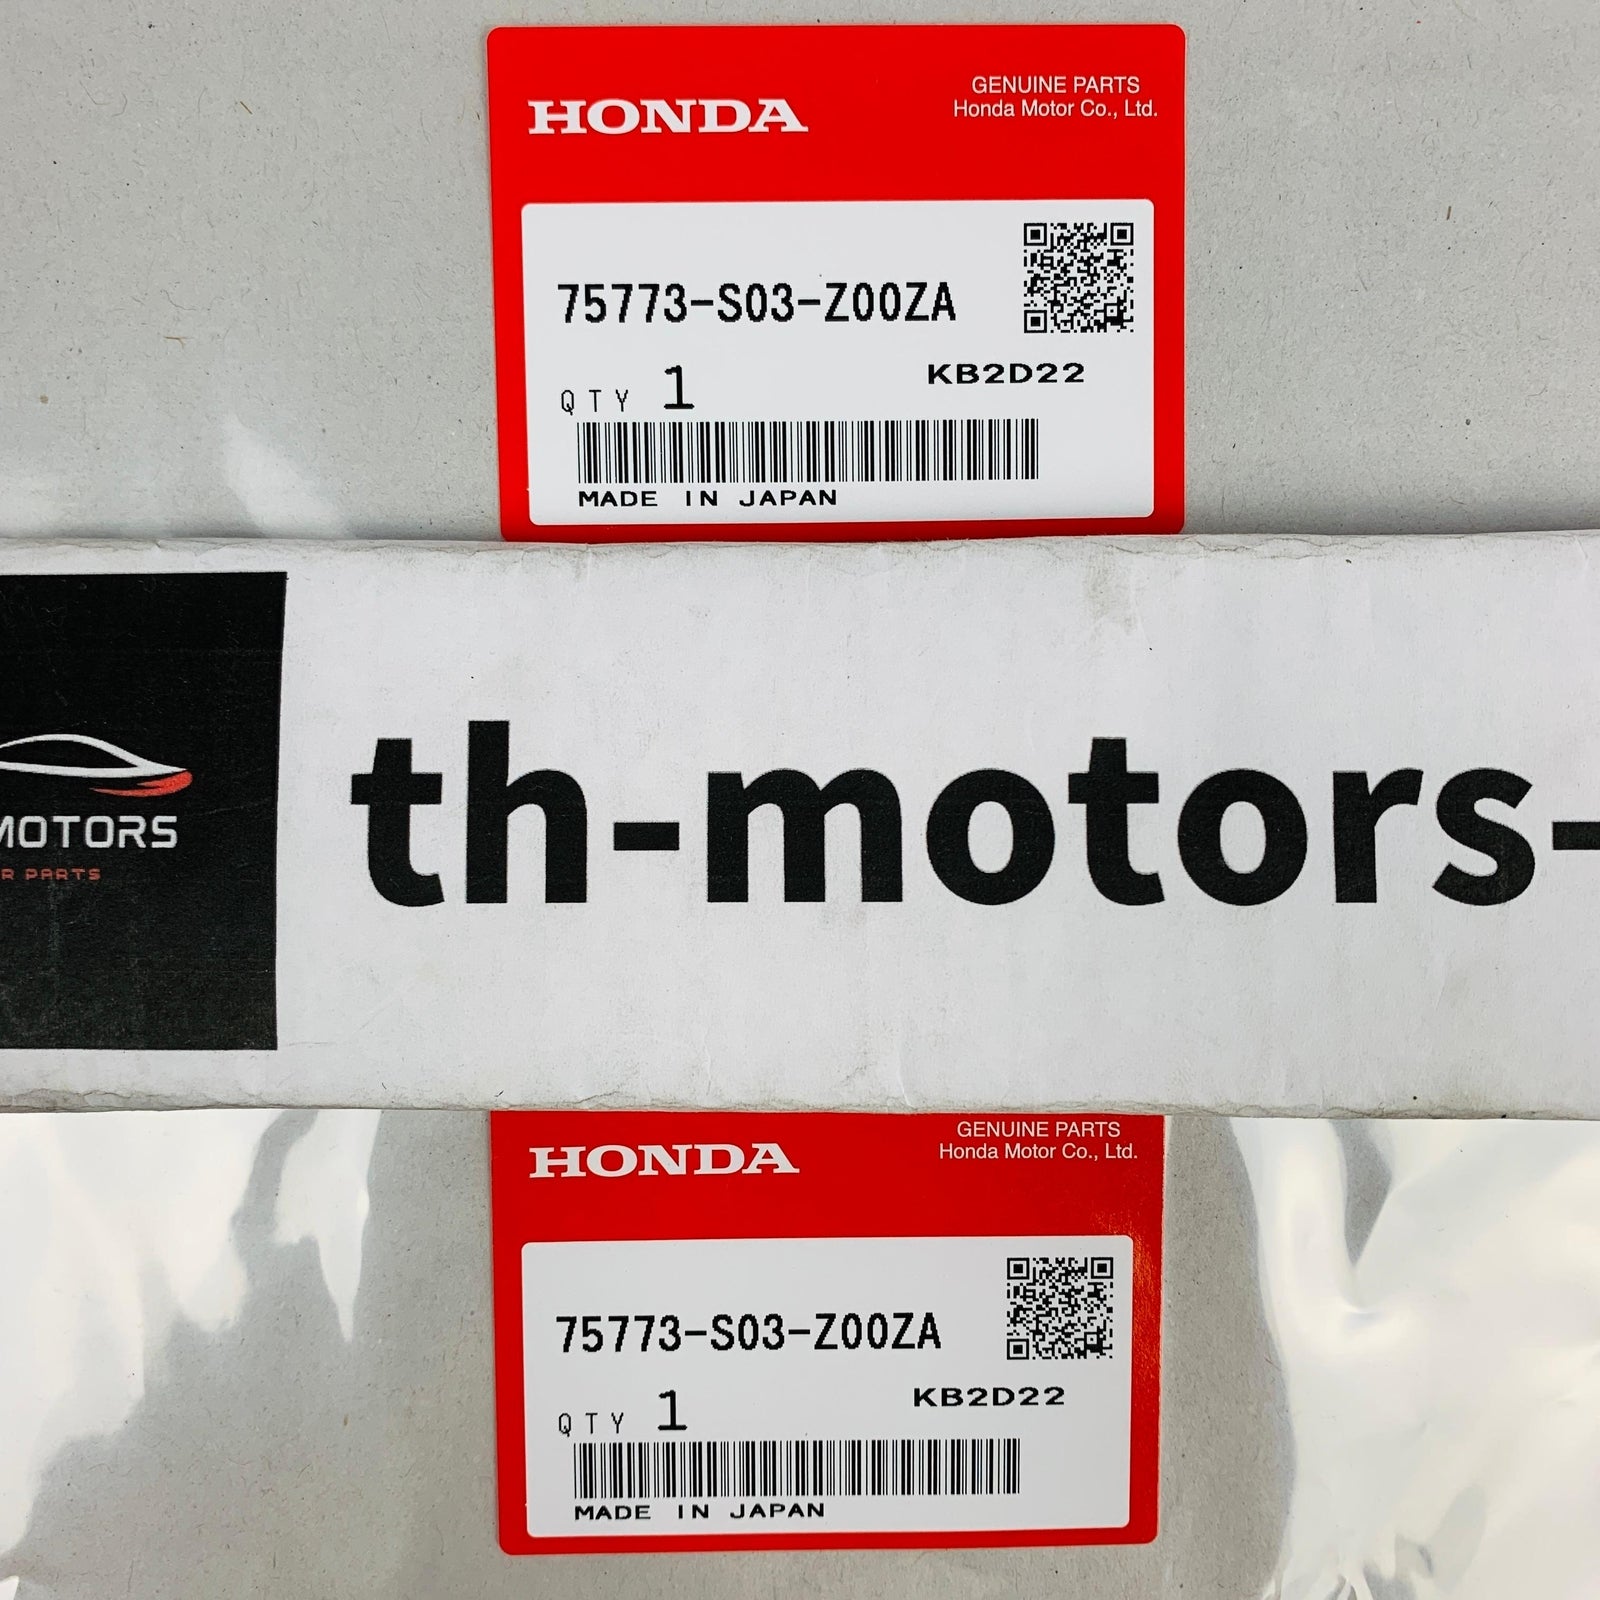 HONDA
GENUINE PARTS
Honda Motor Co., Ltd.
75773-S03-Z00ZA
KB2D22
QTY 1
MADE IN JAPAN
MOTORS
R PARTS
th-motors-
HONDA
GENUINE PARTS
Honda Motor Co., Ltd.
75773-S03-Z00ZA
KB2D22
QTY 1
MADE IN JAPAN